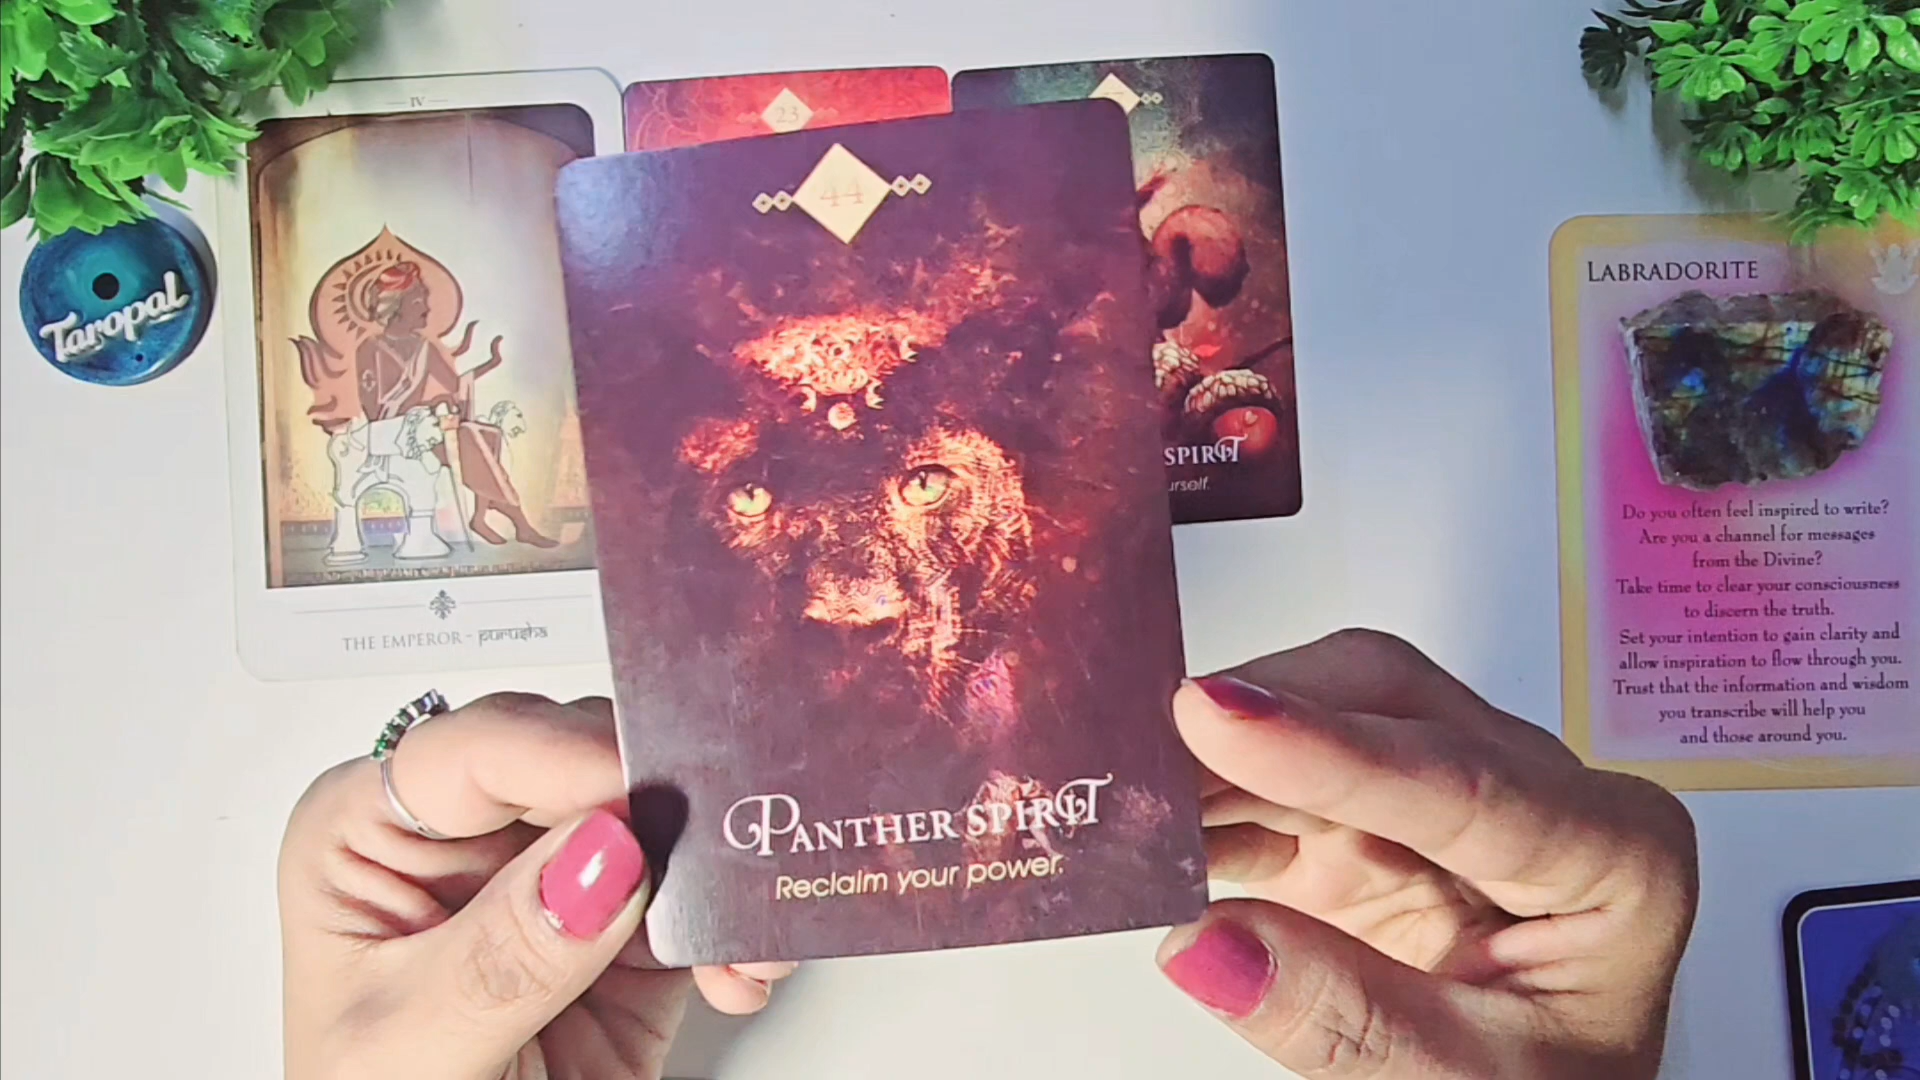 IV
THE EMPEROR - purusha
Taropal
23
SPIRIT
urself.
44
PANTHER SPIRIT
Reclaim your power.
LABRADORITE
Do you often feel inspired to write?
Are you a channel for messages
from the Divine?
Take time to clear your consciousness
to discern the truth.
Set your intention to gain clarity and
allow inspiration to flow through you.
Trust that the information and wisdom
you transcribe will help you
and those around you.